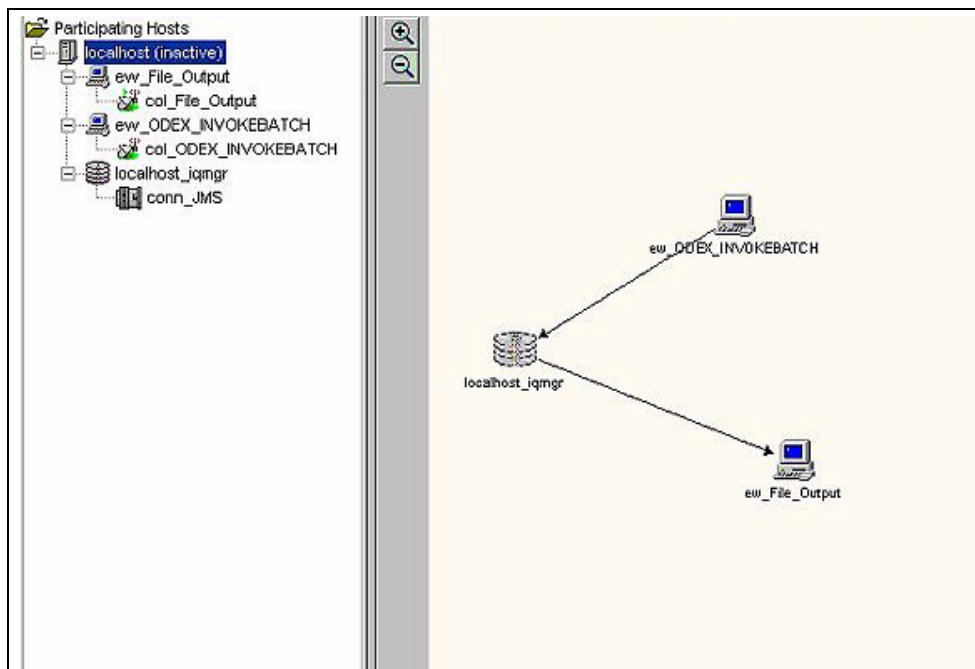 Participating Hosts
localhost (inactive)
ew_File_Output
col_File_Output
ew_ODEX_INVOKEBATCH
col_ODEX_INVOKEBATCH
localhost_iqmgr
conn_JMS
ew_ODEX_INVOKEBATCH
localhost_iqmgr
ew_File_Output